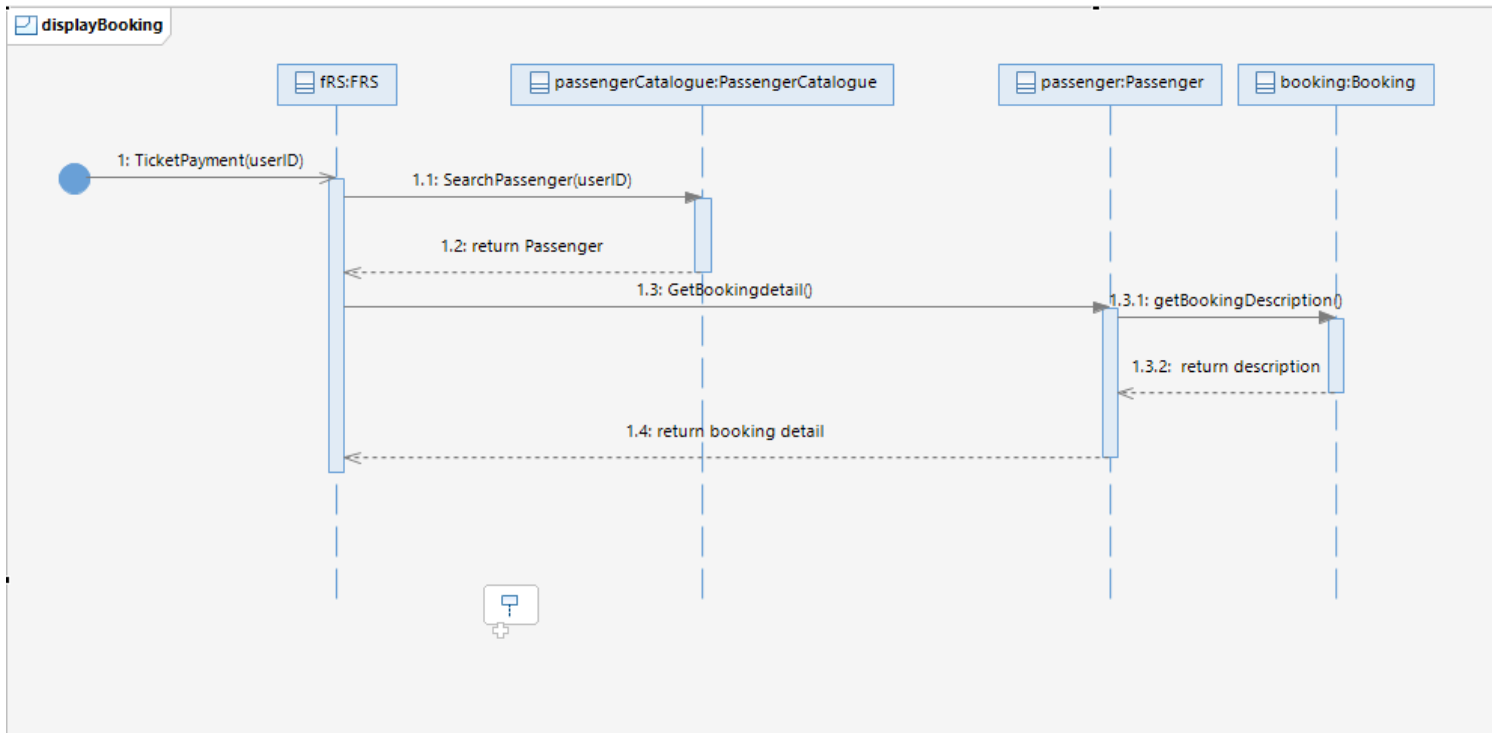 displayBooking
fRS:FRS
passengerCatalogue:PassengerCatalogue
passenger:Passenger
booking:Booking
1: TicketPayment(userID)
1.1: SearchPassenger(userID)
1.2: return Passenger
1.3: GetBookingdetail()
1.3.1: getBookingDescription()
1.3.2:  return description
1.4: return booking detail